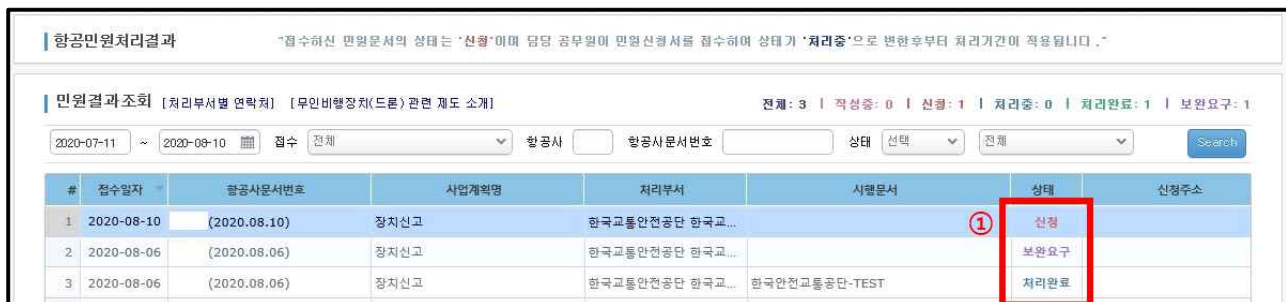 항공민원처리결과 "접수하신 민원문서의 상태는 '신청'이며 담당 공무원이 민원신청서를 접수하여 상태가 '처리중'으로 변한후부터 처리기간이 적용됩니다."
민원결과조회 [처리부서별 연락처] [무인비행장치(드론)관련 제도 소개] 전체: 3 | 작성중: 0 | 신청: 1 | 처리중: 0 | 처리완료: 1 | 보완요구: 1
2020-07-11 ~ 2020-08-10 접수 전체 항공사 항공사문서번호 상태 선택 전체 Search
# 접수일자 항공사문서번호 사업계획명 처리부서 시행문서 상태 신청주소
1 2020-08-10 (2020.08.10) 장치신고 한국교통안전공단 한국교... ① 신청
2 2020-08-06 (2020.08.06) 장치신고 한국교통안전공단 한국교... 보완요구
3 2020-08-06 (2020.08.06) 장치신고 한국교통안전공단 한국교... 한국안전교통공단-TEST 처리완료